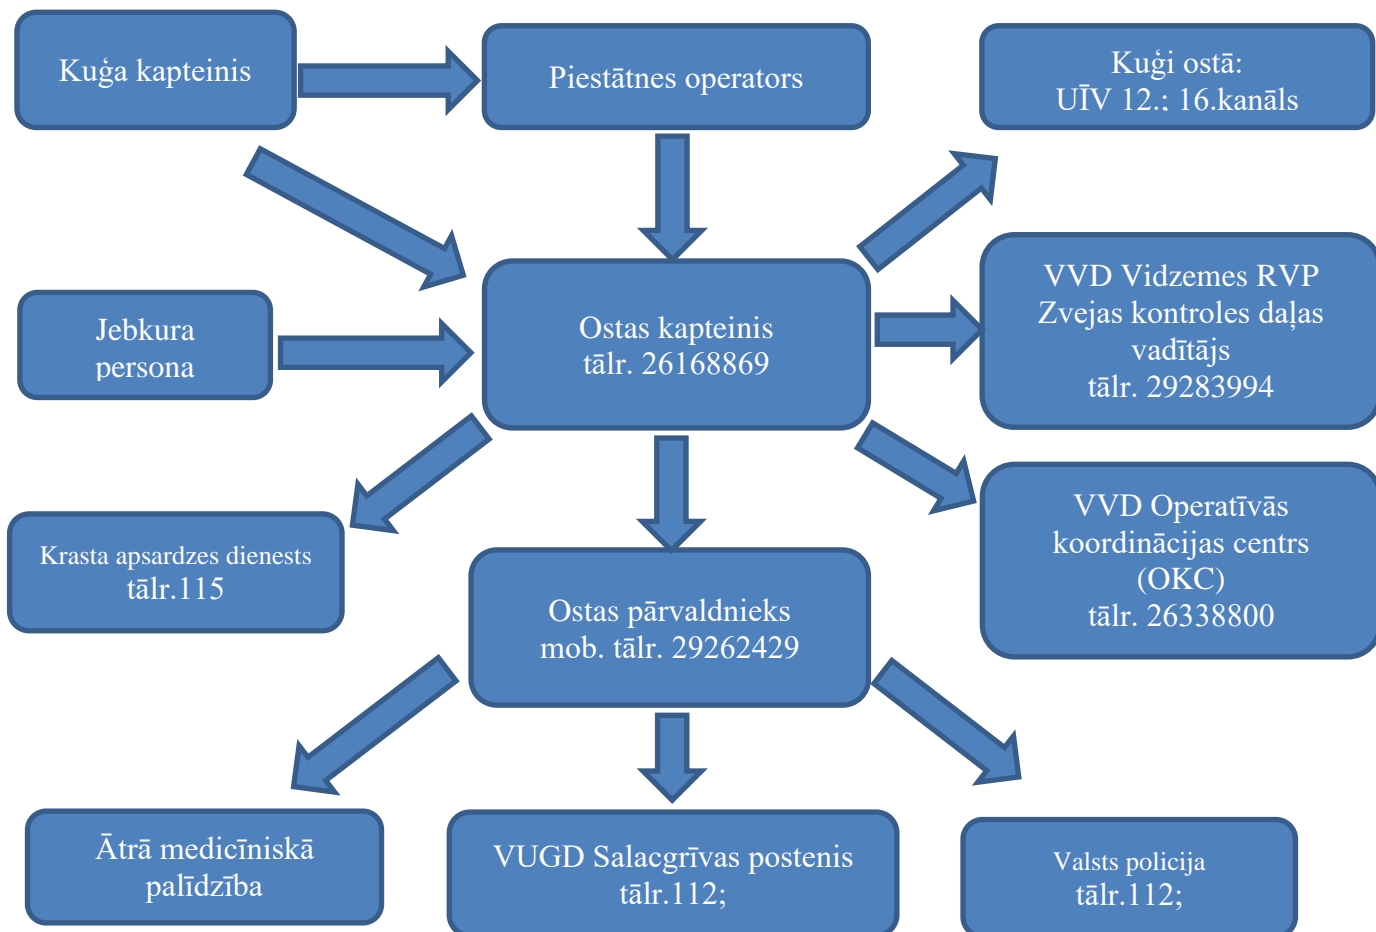 Kuģa kapteinis
Piestātnes operators
Kuģi ostā:
UĪV 12.; 16.kanāls
Jebkura
persona
Ostas kapteinis
tālr. 26168869
VVD Vidzemes RVP
Zvejas kontroles daļas
vadītājs
tālr. 29283994
Krasta apsardzes dienests
tālr.115
Ostas pārvaldnieks
mob. tālr. 29262429
VVD Operatīvās
koordinācijas centrs
(OKC)
tālr. 26338800
Ātrā medicīniskā
palīdzība
VUGD Salacgrīvas postenis
tālr.112;
Valsts policija
tālr.112;